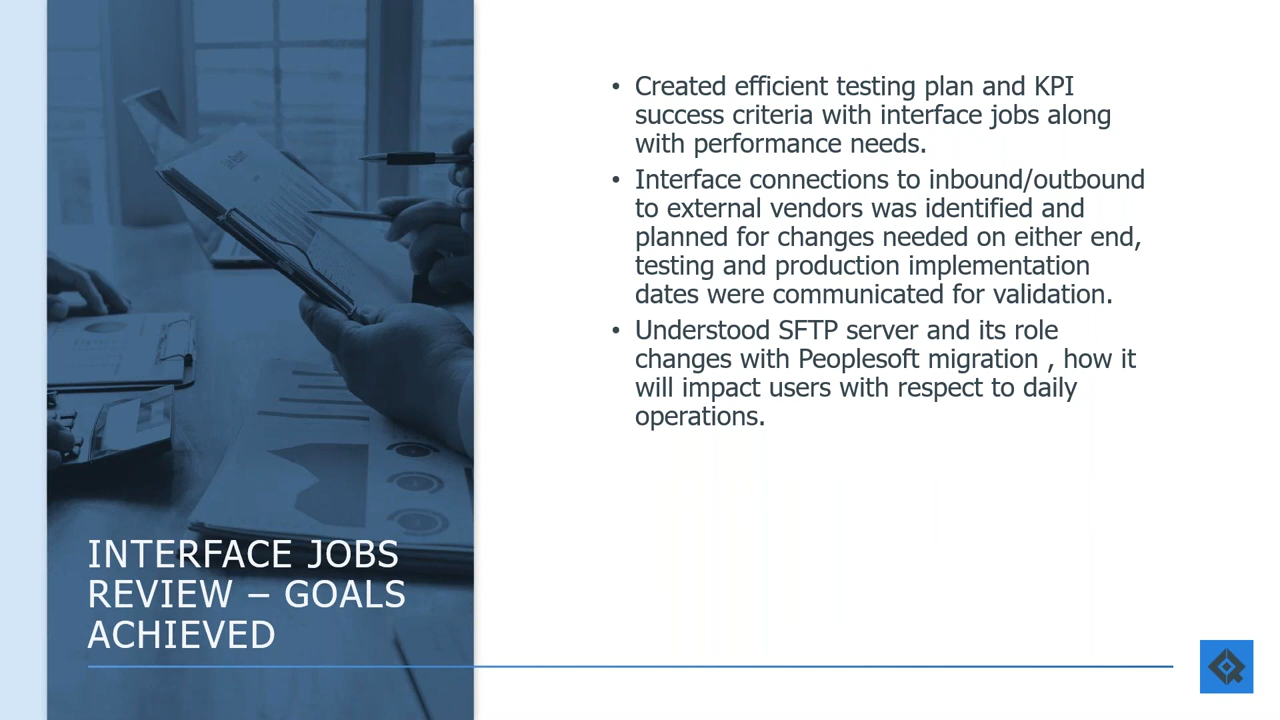 Created efficient testing plan and KPI
success criteria with interface jobs along
with performance needs.
Interface connections to inbound/outbound
to external vendors was identified and
planned for changes needed on either end,
testing and production implementation
dates were communicated for validation.
Understood SFTP server and its role
changes with Peoplesoft migration , how it
will impact users with respect to daily
operations.
INTERFACE JOBS
REVIEW – GOALS
ACHIEVED